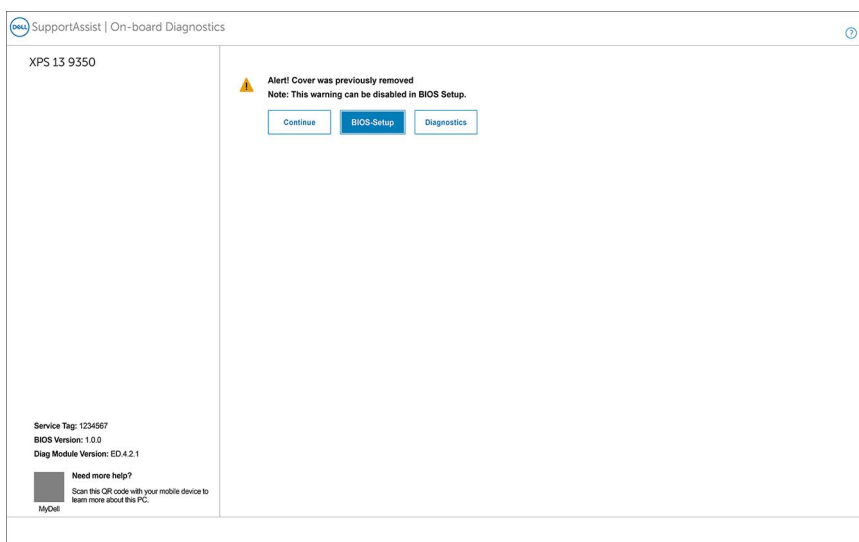 DELL SupportAssist | On-board Diagnostics
?
XPS 13 9350
Alert! Cover was previously removed
Note: This warning can be disabled in BIOS Setup.
Continue BIOS-Setup Diagnostics
Service Tag: 1234567
BIOS Version: 1.0.0
Diag Module Version: ED.4.2.1
Need more help?
Scan this QR code with your mobile device to
learn more about this PC.
MyDell